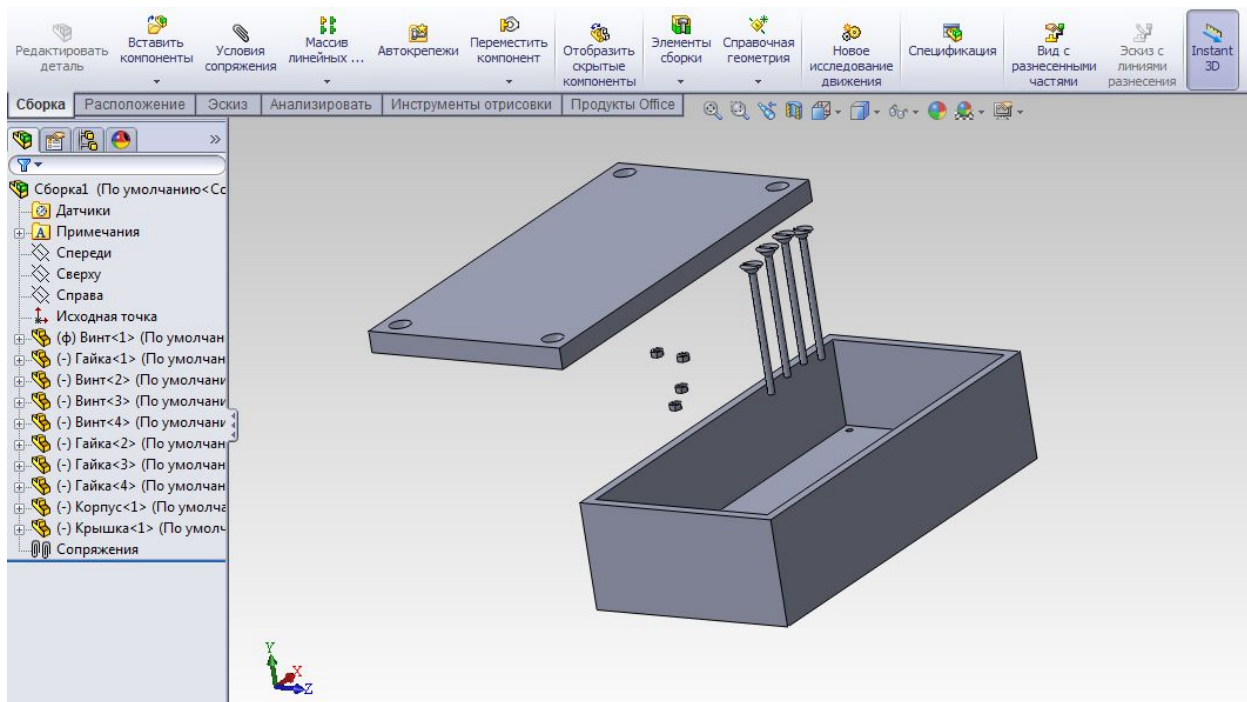 Редактировать
деталь
Вставить
компоненты
Условия
сопряжения
Массив
линейных ...
Автокрепежи
Переместить
компонент
Отобразить
скрытые
компоненты
Элементы
сборки
Справочная
геометрия
Новое
исследование
движения
Спецификация
Вид с
разнесенными
частями
Эскиз с
линиями
разнесения
Instant
3D
Сборка Расположение Эскиз Анализировать Инструменты отрисовки Продукты Office
Сборка1 (По умолчанию<Сс
Датчики
A Примечания
Спереди
Сверху
Справа
Исходная точка
(ф) Винт<1> (По умолчан
(-) Гайка<1> (По умолчан
(-) Винт<2> (По умолчани
(-) Винт<3> (По умолчани
(-) Винт<4> (По умолчани
(-) Гайка<2> (По умолчан
(-) Гайка<3> (По умолчан
(-) Гайка<4> (По умолчан
(-) Корпус<1> (По умолча
(-) Крышка<1> (По умолч
Сопряжения
Y
X
Z